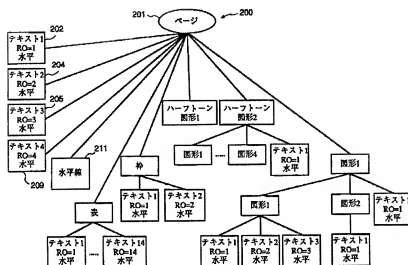 201
ページ
200
202
テキスト1
RO=1
水平
204
テキスト2
RO=2
水平
205
テキスト3
RO=3
水平
テキスト4
RO=4
水平
209
211
水平線
枠
テキスト1
RO=1
水平
テキスト2
RO=2
水平
表
テキスト1
RO=1
水平
......
テキスト14
RO=14
水平
ハーフトーン
図形1
ハーフトーン
図形2
図形1
......
図形4
テキスト1
RO=1
水平
図形1
図形1
図形2
テキスト1
RO=1
水平
テキスト1
RO=1
水平
テキスト2
RO=2
水平
テキスト3
RO=3
水平
テキスト1
RO=1
水平